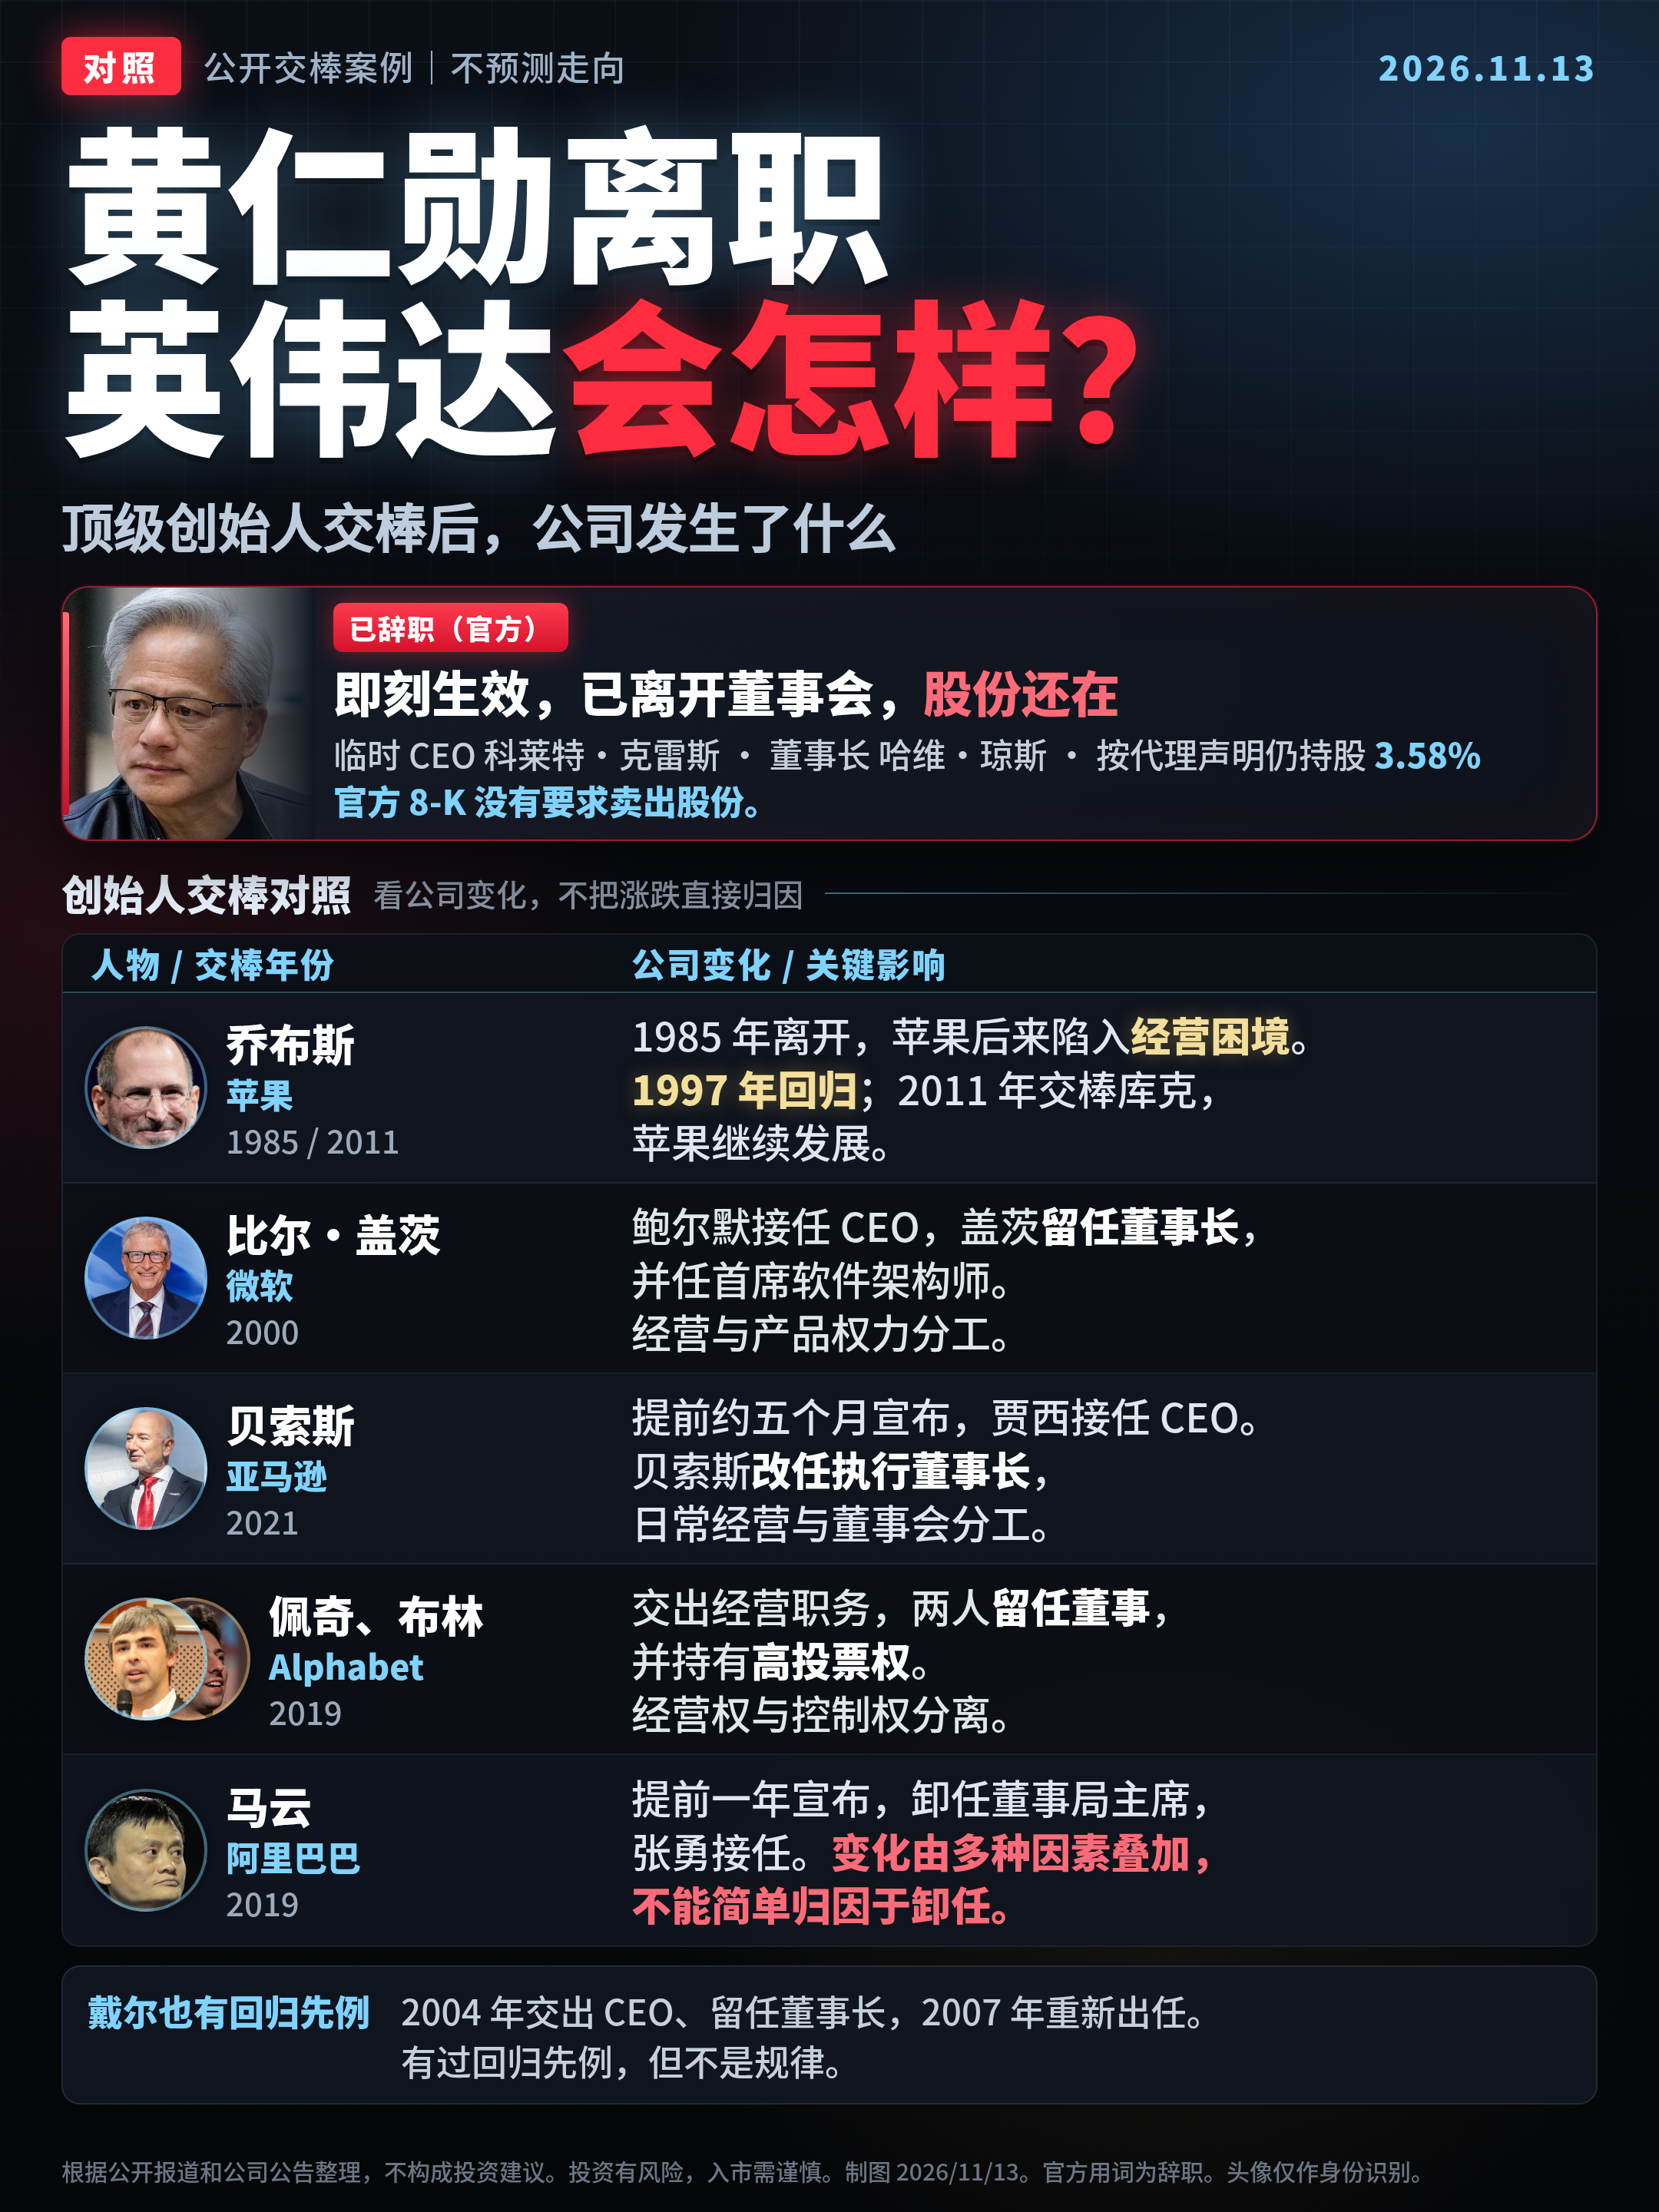 对照 公开交棒案例｜不预测走向 2026.11.13
黄仁勋离职
英伟达会怎样？
顶级创始人交棒后，公司发生了什么
已辞职（官方）
即刻生效，已离开董事会，股份还在
临时 CEO 科莱特·克雷斯 · 董事长 哈维·琼斯 · 按代理声明仍持股 3.58%
官方 8-K 没有要求卖出股份。
创始人交棒对照 看公司变化，不把涨跌直接归因
人物 / 交棒年份 公司变化 / 关键影响
乔布斯
苹果
1985 / 2011
1985 年离开，苹果后来陷入经营困境。
1997 年回归；2011 年交棒库克，
苹果继续发展。
比尔·盖茨
微软
2000
鲍尔默接任 CEO，盖茨留任董事长，
并任首席软件架构师。
经营与产品权力分工。
贝索斯
亚马逊
2021
提前约五个月宣布，贾西接任 CEO。
贝索斯改任执行董事长，
日常经营与董事会分工。
佩奇、布林
Alphabet
2019
交出经营职务，两人留任董事，
并持有高投票权。
经营权与控制权分离。
马云
阿里巴巴
2019
提前一年宣布，卸任董事局主席，
张勇接任。变化由多种因素叠加，
不能简单归因于卸任。
戴尔也有回归先例 2004 年交出 CEO、留任董事长，2007 年重新出任。
有过回归先例，但不是规律。
根据公开报道和公司公告整理，不构成投资建议。投资有风险，入市需谨慎。制图 2026/11/13。官方用词为辞职。头像仅作身份识别。